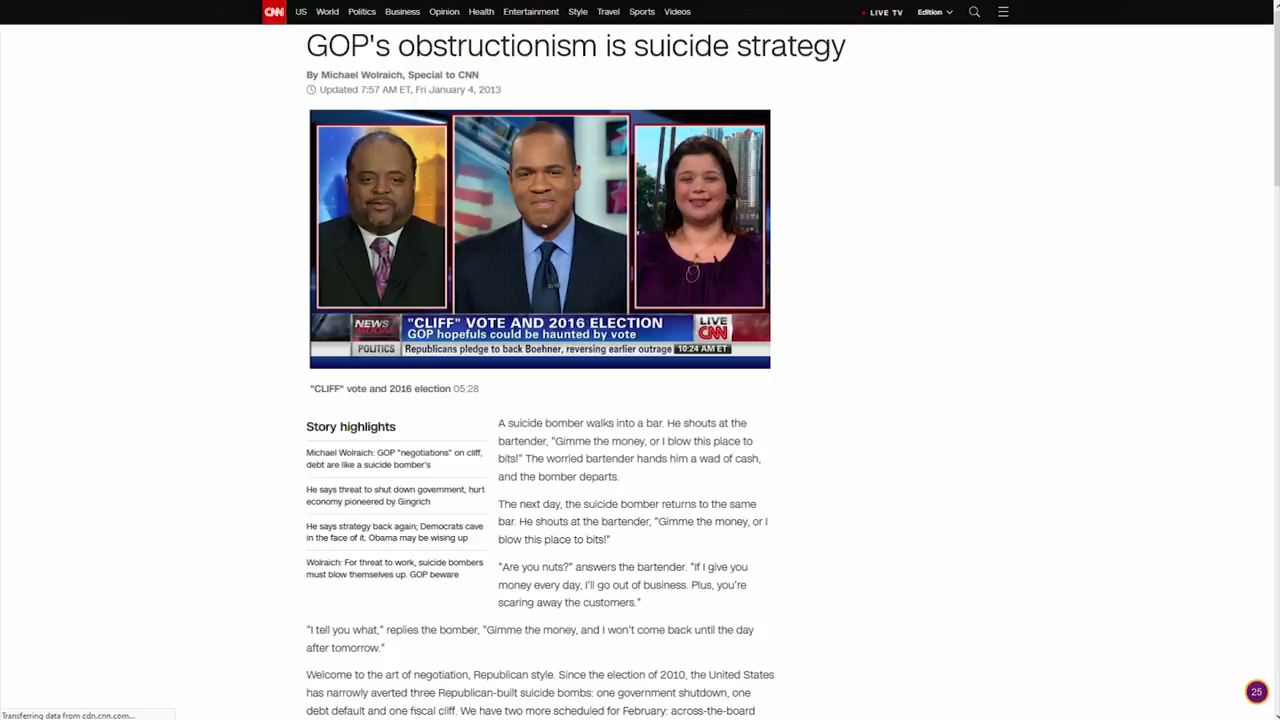 CNN US World Politics Business Opinion Health Entertainment Style Travel Sports Videos LIVE TV Edition
GOP's obstructionism is suicide strategy
By Michael Wolraich, Special to CNN
Updated 7:57 AM ET, Fri January 4, 2013
NEWS ROOM
"CLIFF" VOTE AND 2016 ELECTION
GOP hopefuls could be haunted by vote
LIVE CNN
POLITICS Republicans pledge to back Boehner, reversing earlier outrage 10:24 AM ET
"CLIFF" vote and 2016 election 05:28
Story highlights
Michael Wolraich: GOP "negotiations" on cliff,
debt are like a suicide bomber's
He says threat to shut down government, hurt
economy pioneered by Gingrich
He says strategy back again; Democrats cave
in the face of it. Obama may be wising up
Wolraich: For threat to work, suicide bombers
must blow themselves up. GOP beware
A suicide bomber walks into a bar. He shouts at the
bartender, "Gimme the money, or I blow this place to
bits!" The worried bartender hands him a wad of cash,
and the bomber departs.
The next day, the suicide bomber returns to the same
bar. He shouts at the bartender, "Gimme the money, or I
blow this place to bits!"
"Are you nuts?" answers the bartender. "If I give you
money every day, I'll go out of business. Plus, you're
scaring away the customers."
"I tell you what," replies the bomber, "Gimme the money, and I won't come back until the day
after tomorrow."
Welcome to the art of negotiation, Republican style. Since the election of 2010, the United States
has narrowly averted three Republican-built suicide bombs: one government shutdown, one
debt default and one fiscal cliff. We have two more scheduled for February: across-the-board
25
Transferring data from cdn.cnn.com...